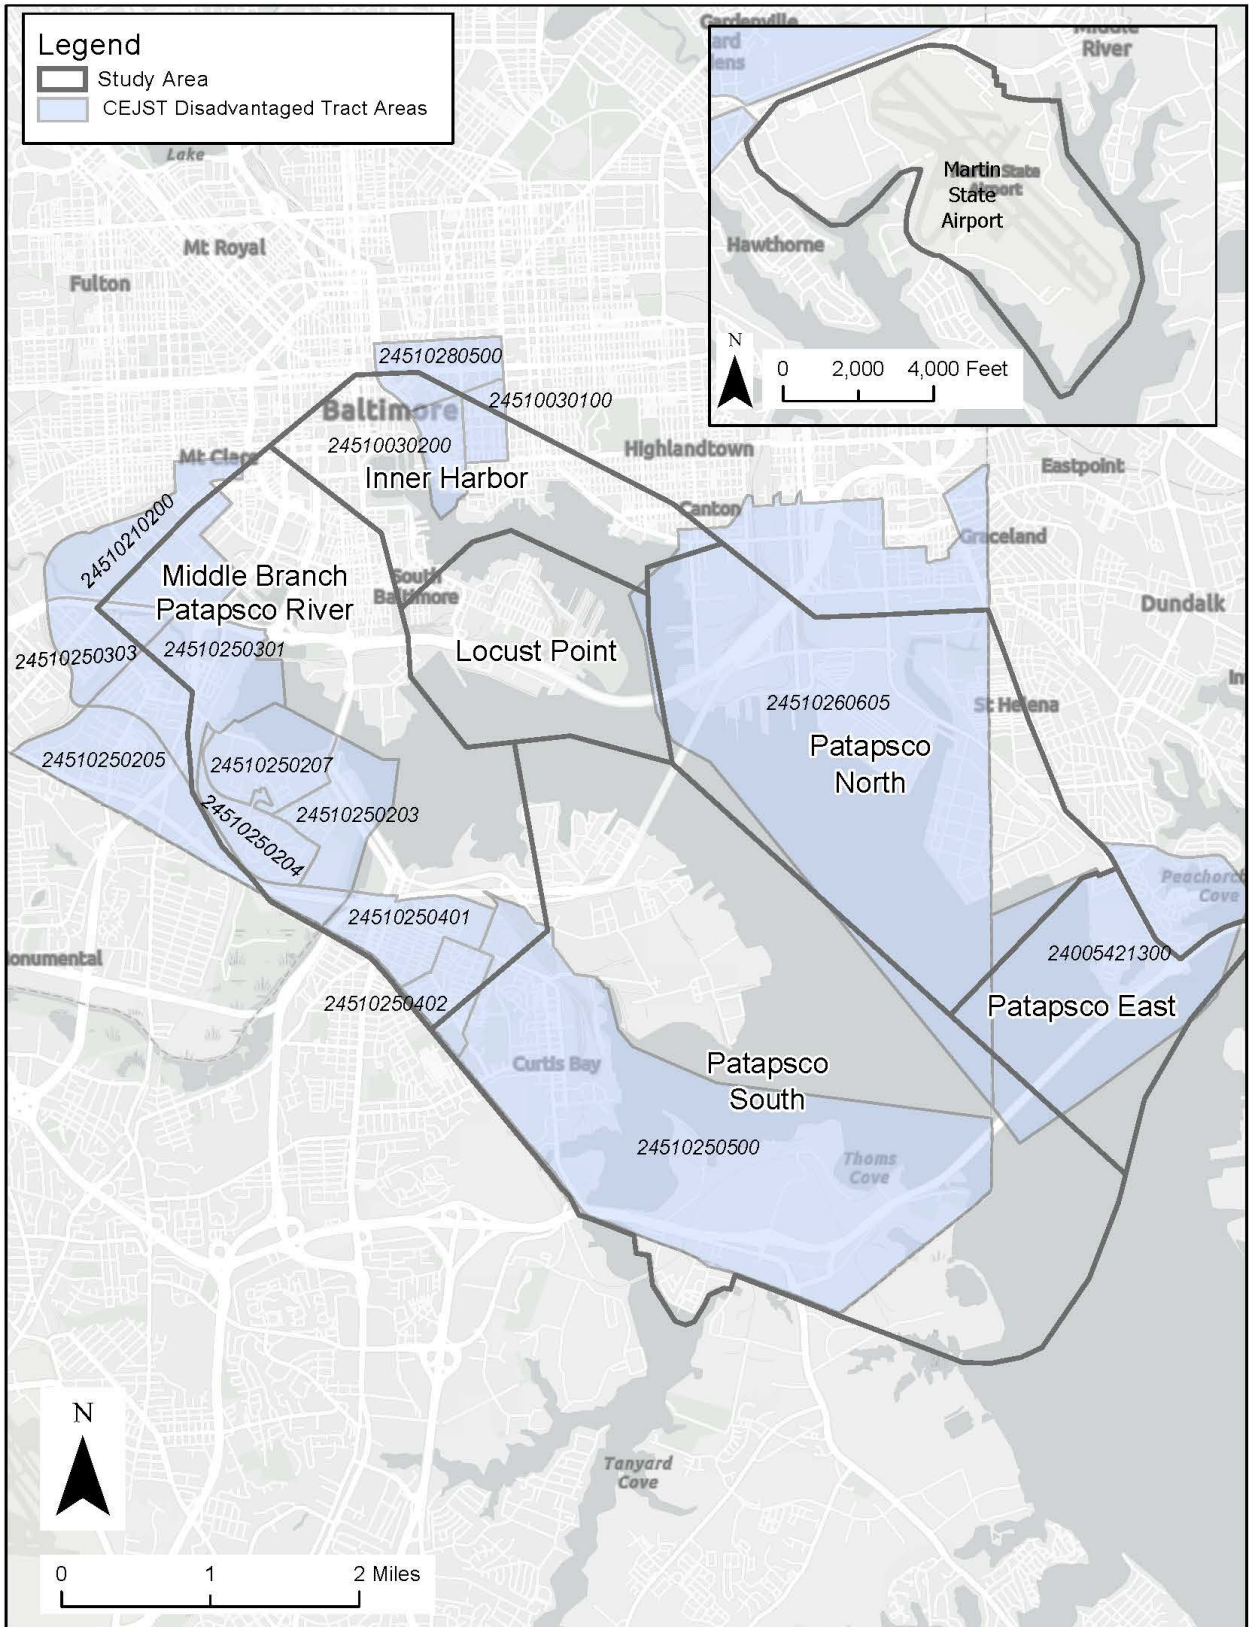 Legend
Study Area
CEJST Disadvantaged Tract Areas
Gardenville
Middle
River
Martin
State
Airport
State
Airport
Hawthorne
N
0 2,000 4,000 Feet
Lake
Mt Royal
Fulton
24510280500
24510030100
Baltimore
24510030200
Mt Clare
Inner Harbor
Highlandtown
Eastpoint
Canton
Graceland
24510210200
Middle Branch
Patapsco River
South
Baltimore
Dundalk
24510250303
24510250301
Locust Point
24510260605
St Helena
Patapsco
North
24510250205
24510250207
24510250203
24510250204
24510250401
Cove
onumental
24005421300
24510250402
Patapsco East
Curtis Bay
Patapsco
South
24510250500
Thoms
Cove
N
Tanyard
Cove
0 1 2 Miles